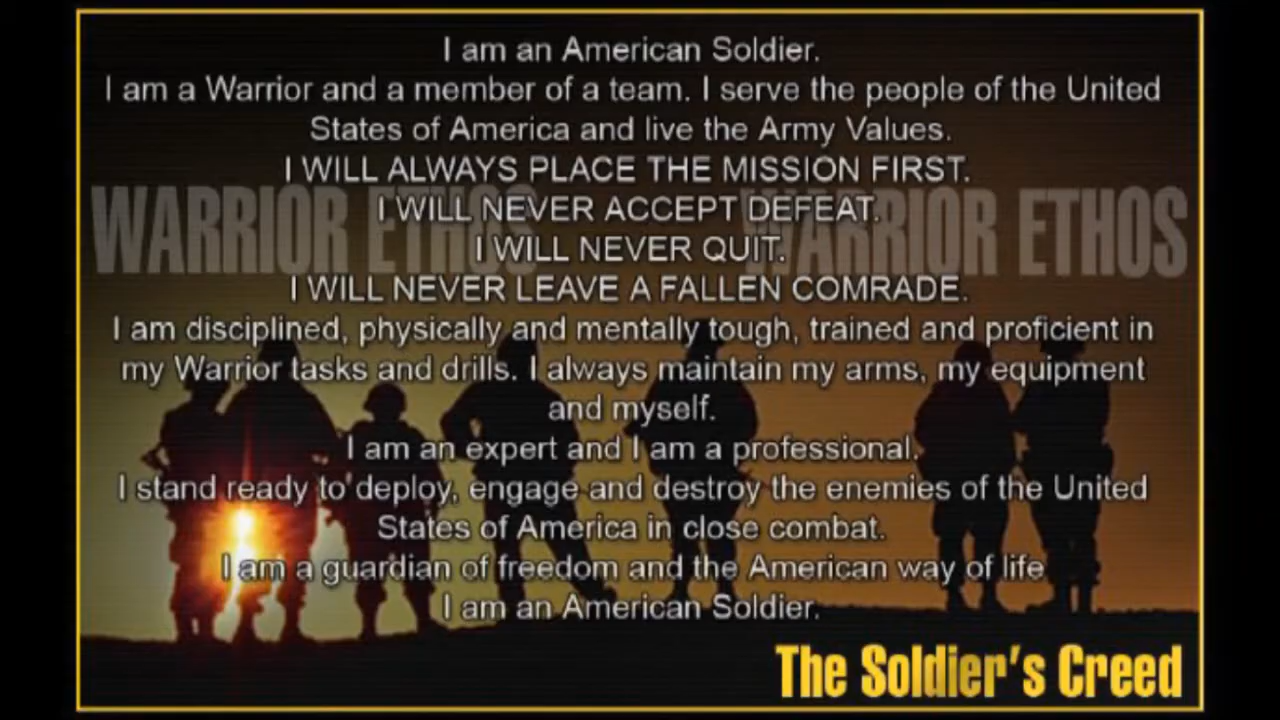 I am an American Soldier.
I am a Warrior and a member of a team. I serve the people of the United
States of America and live the Army Values.
I WILL ALWAYS PLACE THE MISSION FIRST.
WARRIOR ETHOS WARRIOR ETHOS
I WILL NEVER ACCEPT DEFEAT.
I WILL NEVER QUIT.
I WILL NEVER LEAVE A FALLEN COMRADE.
I am disciplined, physically and mentally tough, trained and proficient in
my Warrior tasks and drills. I always maintain my arms, my equipment
and myself.
I am an expert and I am a professional.
I stand ready to deploy, engage and destroy the enemies of the United
States of America in close combat.
I am a guardian of freedom and the American way of life
I am an American Soldier.
The Soldier's Creed